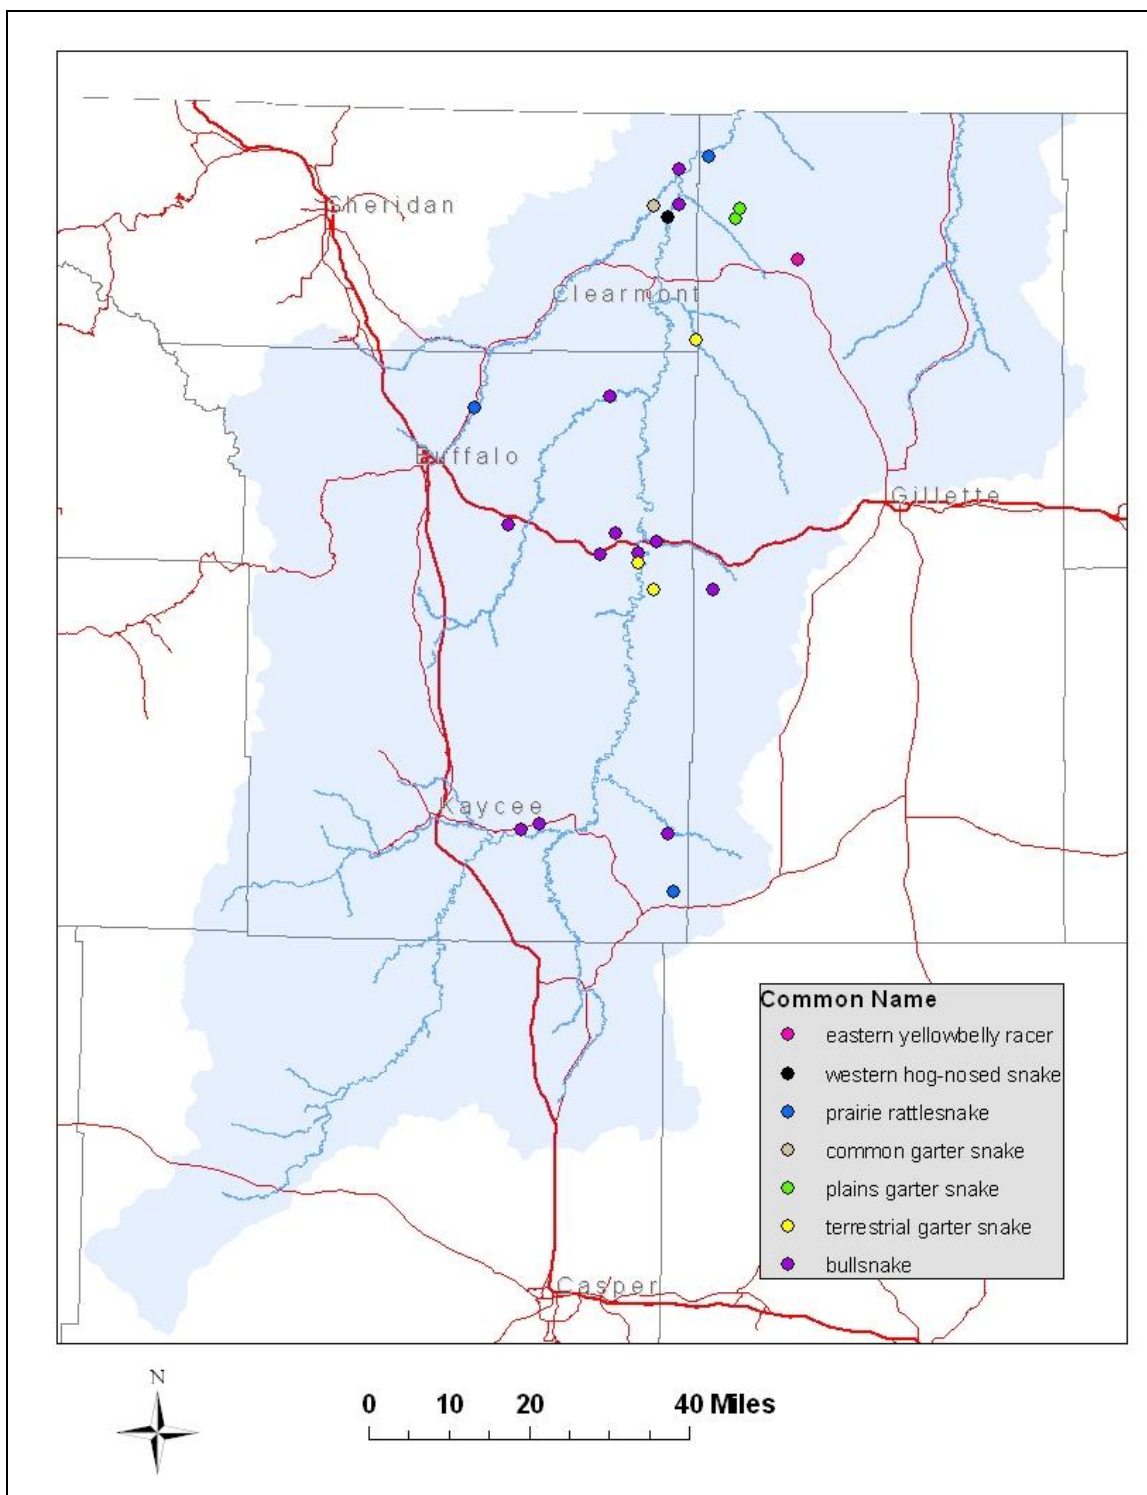 Sheridan
Clearmont
Buffalo
Gillette
Kaycee
Common Name
eastern yellowbelly racer
western hog-nosed snake
prairie rattlesnake
common garter snake
plains garter snake
terrestrial garter snake
bullsnake
Casper
N
0 10 20 40 Miles